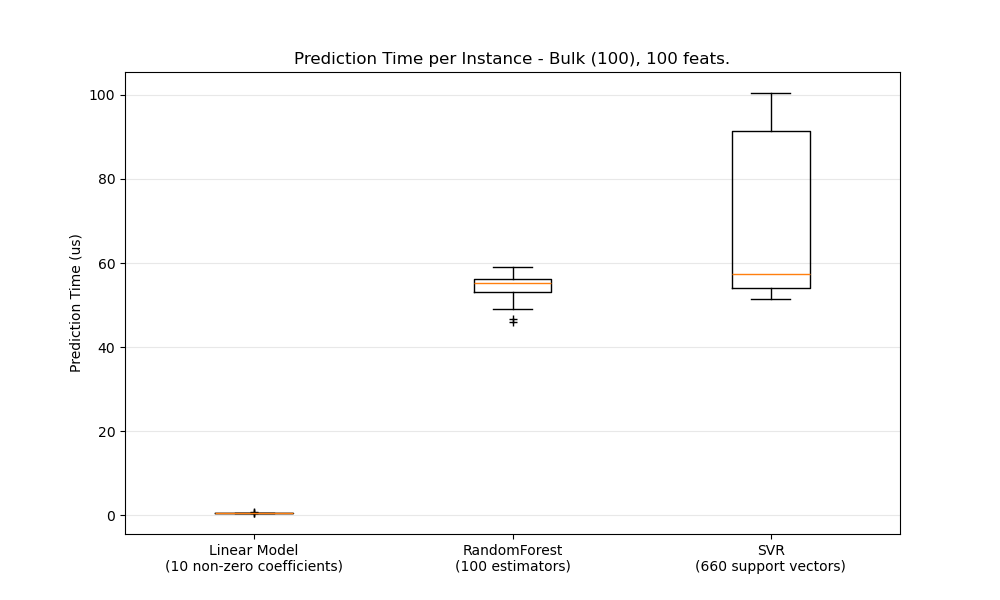 Prediction Time per Instance - Bulk (100), 100 feats.
100
80
60
40
20
0
Prediction Time (us)
Linear Model
(10 non-zero coefficients)
RandomForest
(100 estimators)
SVR
(660 support vectors)